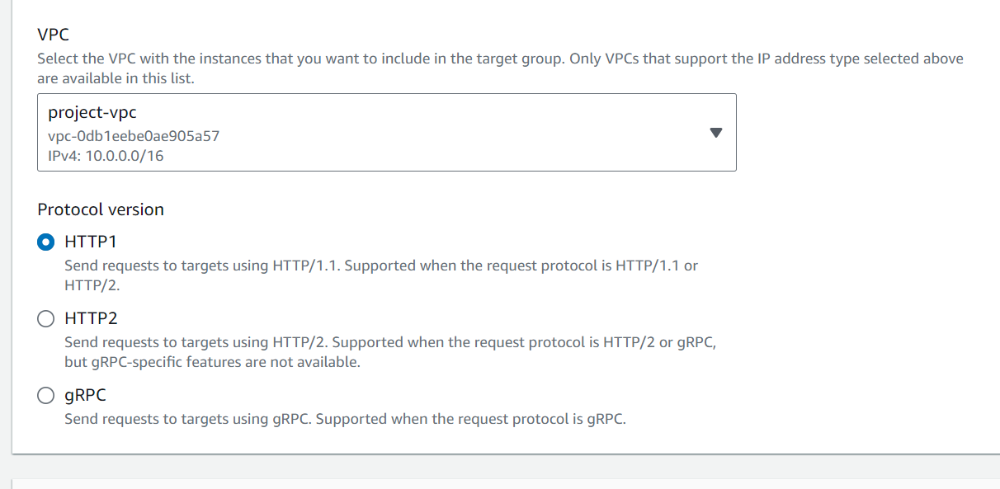 VPC
Select the VPC with the instances that you want to include in the target group. Only VPCs that support the IP address type selected above
are available in this list.
project-vpc
vpc-0db1eebe0ae905a57
IPv4: 10.0.0.0/16
Protocol version
HTTP1
Send requests to targets using HTTP/1.1. Supported when the request protocol is HTTP/1.1 or
HTTP/2.
HTTP2
Send requests to targets using HTTP/2. Supported when the request protocol is HTTP/2 or gRPC,
but gRPC-specific features are not available.
gRPC
Send requests to targets using gRPC. Supported when the request protocol is gRPC.